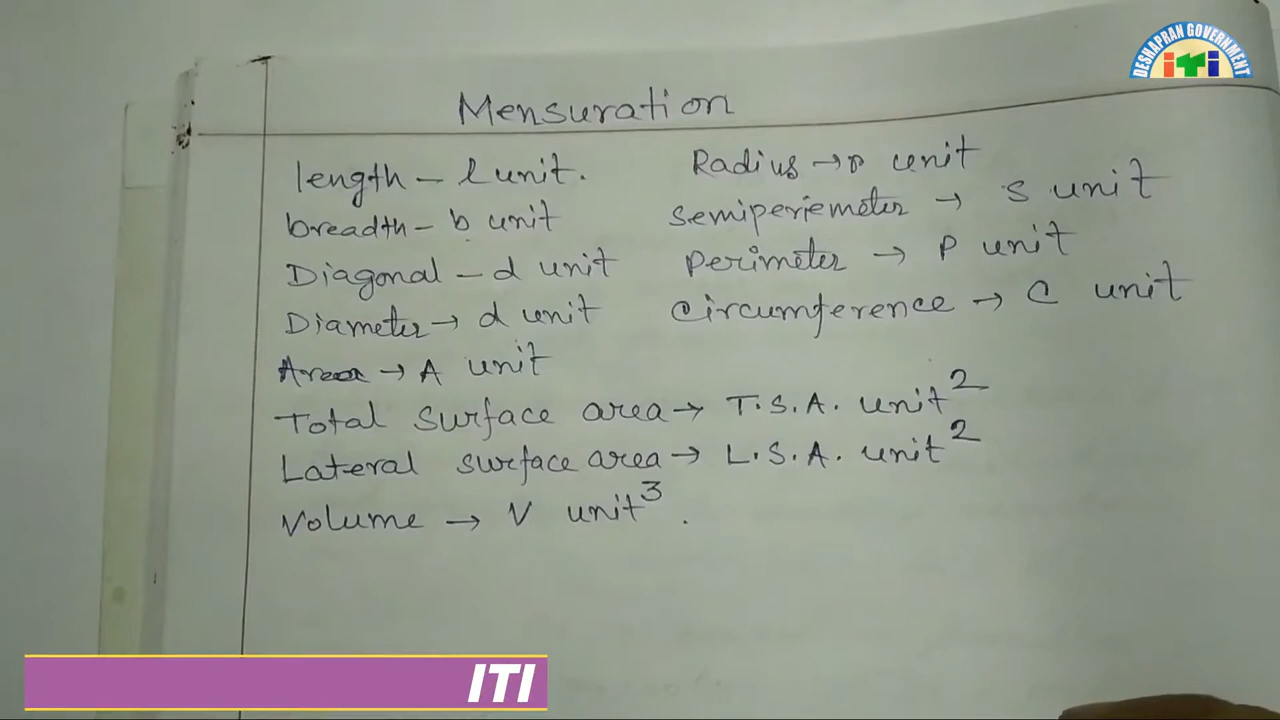 DESHAPRAN GOVERNMENT
iTi
Mensuration
length – l unit.
breadth – b unit
Diagonal – d unit
Diameter → d unit
Area → A unit
Radius → r unit
Semiperiemeter → S unit
Perimeter → P unit
Circumference → C unit
Total surface area → T.S.A. unit²
Lateral surface area → L.S.A. unit²
Volume → V unit³.
ITI